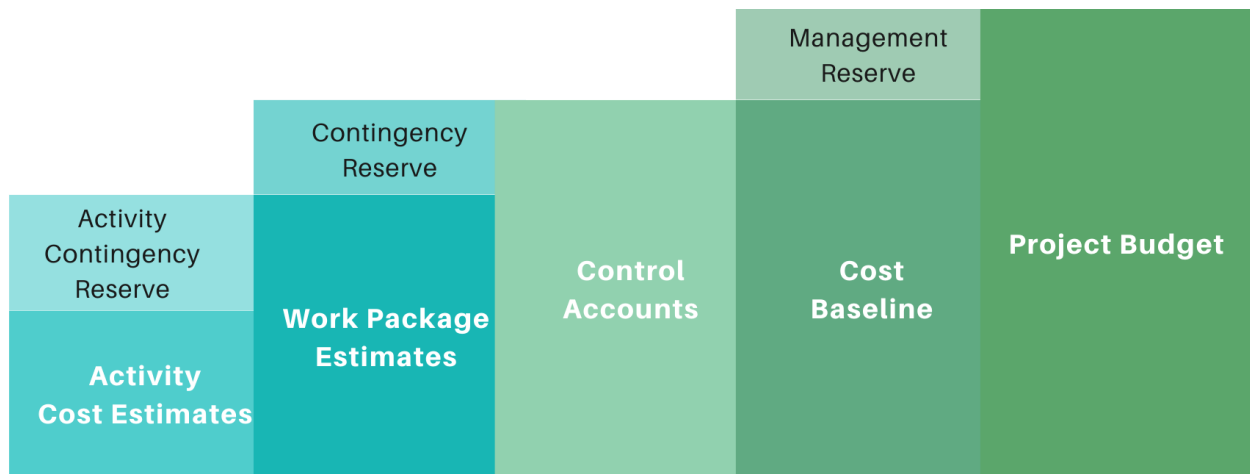 Activity
Contingency
Reserve
Activity
Cost Estimates
Contingency
Reserve
Work Package
Estimates
Control
Accounts
Management
Reserve
Cost
Baseline
Project Budget